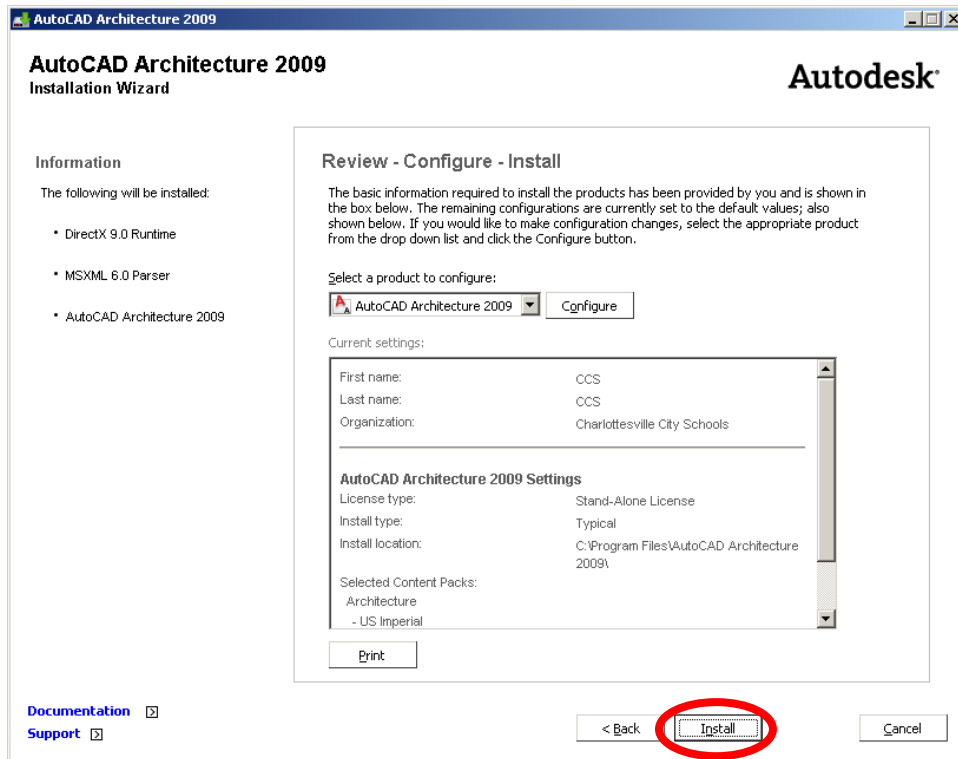 AutoCAD Architecture 2009
AutoCAD Architecture 2009
Installation Wizard
Autodesk
Information
The following will be installed:
• DirectX 9.0 Runtime
• MSXML 6.0 Parser
• AutoCAD Architecture 2009
Review - Configure - Install
The basic information required to install the products has been provided by you and is shown in
the box below. The remaining configurations are currently set to the default values; also
shown below. If you would like to make configuration changes, select the appropriate product
from the drop down list and click the Configure button.
Select a product to configure:
AutoCAD Architecture 2009
Configure
Current settings:
First name: CCS
Last name: CCS
Organization: Charlottesville City Schools
AutoCAD Architecture 2009 Settings
License type: Stand-Alone License
Install type: Typical
Install location: C:\Program Files\AutoCAD Architecture
2009\
Selected Content Packs:
Architecture
- US Imperial
Print
Documentation
Support
< Back
Install
Cancel